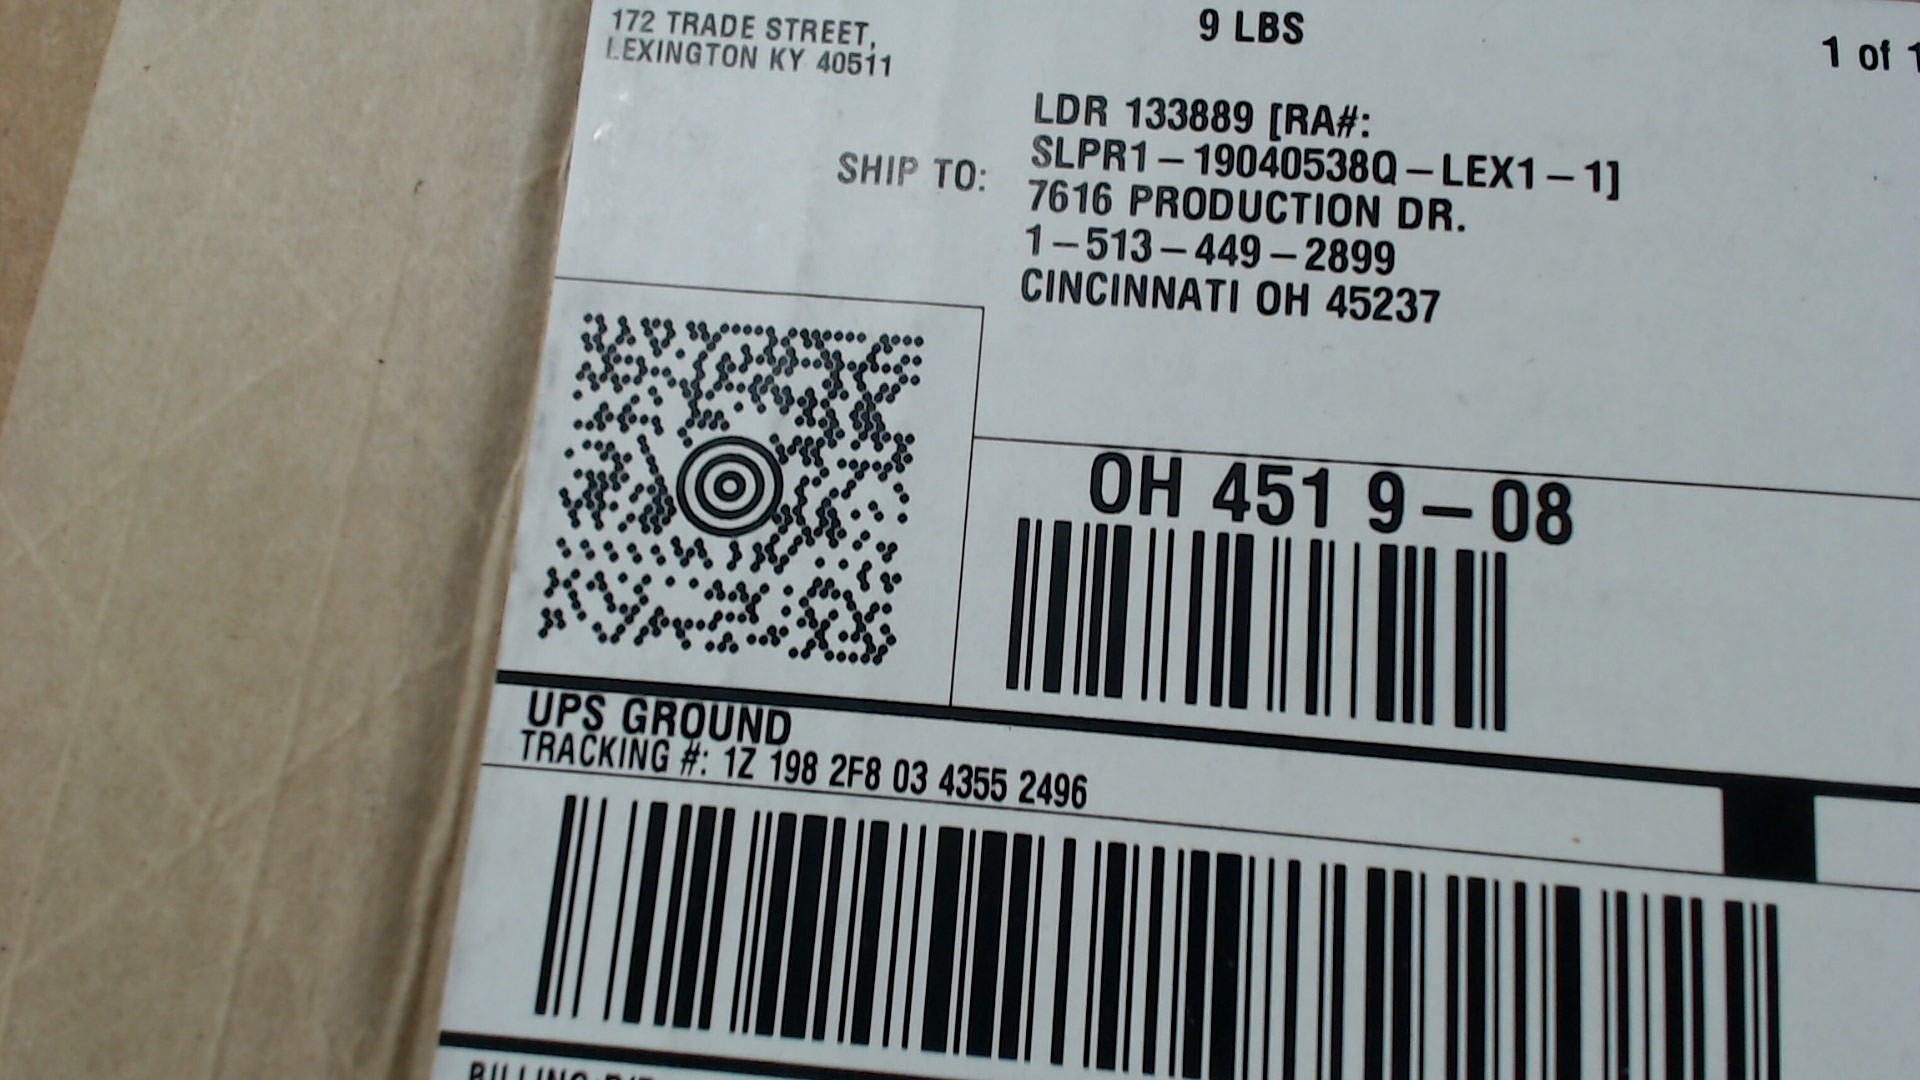 172 TRADE STREET,
LEXINGTON KY 40511
9 LBS
1 of 1
SHIP TO:
LDR 133889 [RA#:
SLPR1-19040538Q-LEX1-1]
7616 PRODUCTION DR.
1-513-449-2899
CINCINNATI OH 45237
OH 451 9-08
UPS GROUND
TRACKING #: 1Z 198 2F8 03 4355 2496